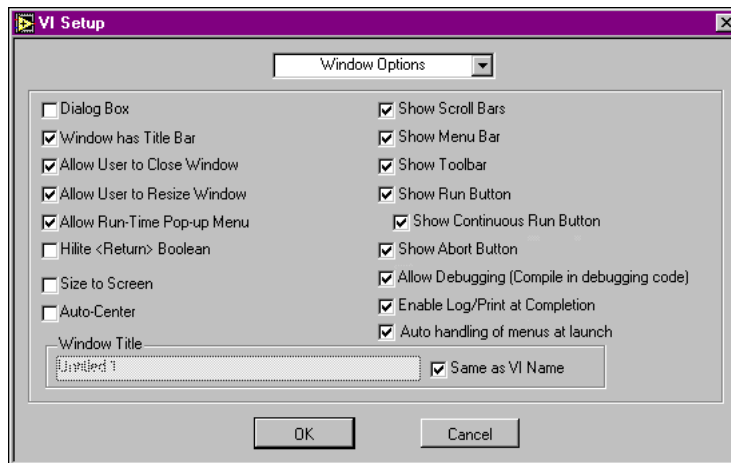 VI Setup
Window Options
Dialog Box
Window has Title Bar
Allow User to Close Window
Allow User to Resize Window
Allow Run-Time Pop-up Menu
Hilite <Return> Boolean
Size to Screen
Auto-Center
Show Scroll Bars
Show Menu Bar
Show Toolbar
Show Run Button
Show Continuous Run Button
Show Abort Button
Allow Debugging (Compile in debugging code)
Enable Log/Print at Completion
Auto handling of menus at launch
Window Title
Untitled 1
Same as VI Name
OK
Cancel